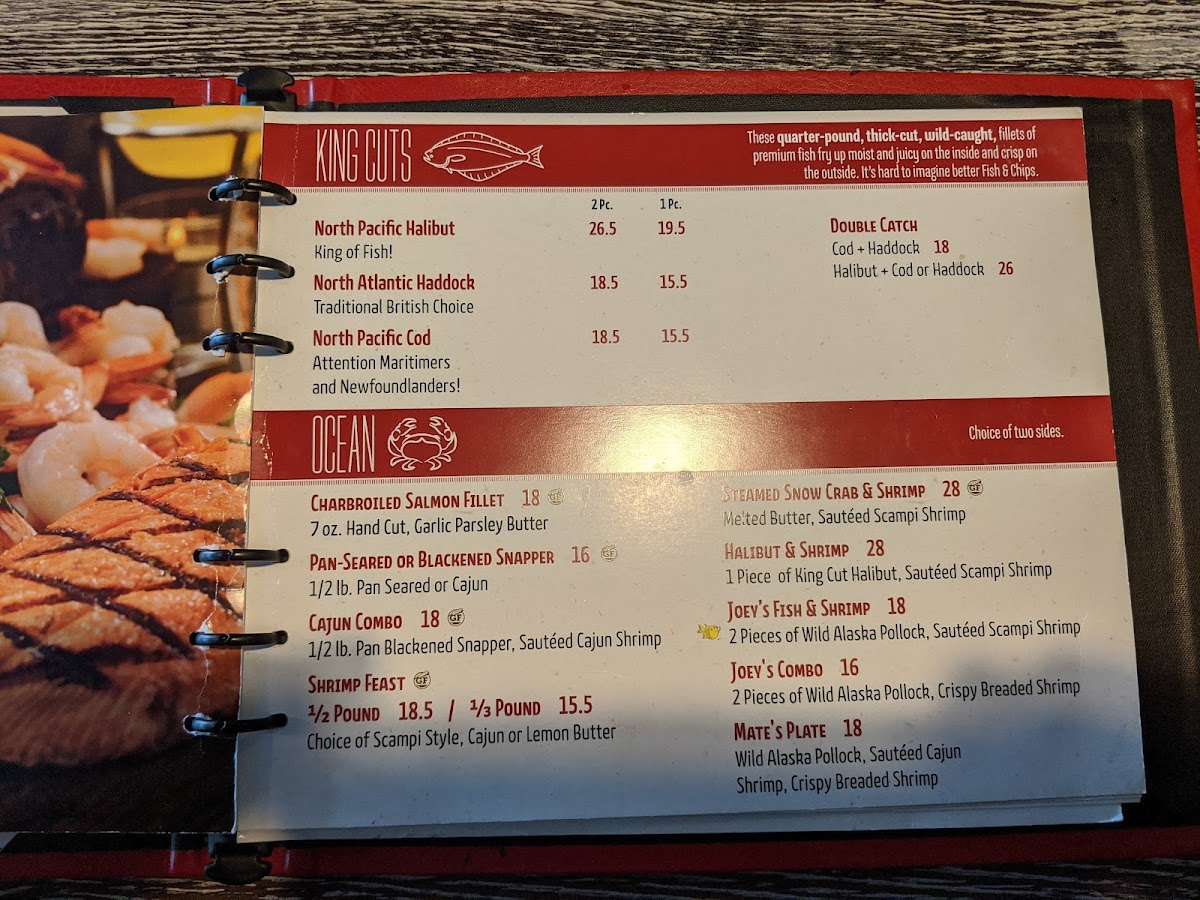 KING CUTS
These quarter-pound, thick-cut, wild-caught, fillets of
premium fish fry up moist and juicy on the inside and crisp on
the outside. It's hard to imagine better Fish & Chips.
2 Pc. 1 Pc.
North Pacific Halibut 26.5 19.5
King of Fish!
North Atlantic Haddock 18.5 15.5
Traditional British Choice
North Pacific Cod 18.5 15.5
Attention Maritimers
and Newfoundlanders!
DOUBLE CATCH
Cod + Haddock 18
Halibut + Cod or Haddock 26
OCEAN
Choice of two sides.
CHARBROILED SALMON FILLET 18 GF
7 oz. Hand Cut, Garlic Parsley Butter
PAN-SEARED OR BLACKENED SNAPPER 16 GF
1/2 lb. Pan Seared or Cajun
CAJUN COMBO 18 GF
1/2 lb. Pan Blackened Snapper, Sautéed Cajun Shrimp
SHRIMP FEAST GF
1/2 POUND 18.5 / 1/3 POUND 15.5
Choice of Scampi Style, Cajun or Lemon Butter
STEAMED SNOW CRAB & SHRIMP 28 GF
Melted Butter, Sautéed Scampi Shrimp
HALIBUT & SHRIMP 28
1 Piece of King Cut Halibut, Sautéed Scampi Shrimp
JOEY'S FISH & SHRIMP 18
2 Pieces of Wild Alaska Pollock, Sautéed Scampi Shrimp
JOEY'S COMBO 16
2 Pieces of Wild Alaska Pollock, Crispy Breaded Shrimp
MATE'S PLATE 18
Wild Alaska Pollock, Sautéed Cajun
Shrimp, Crispy Breaded Shrimp